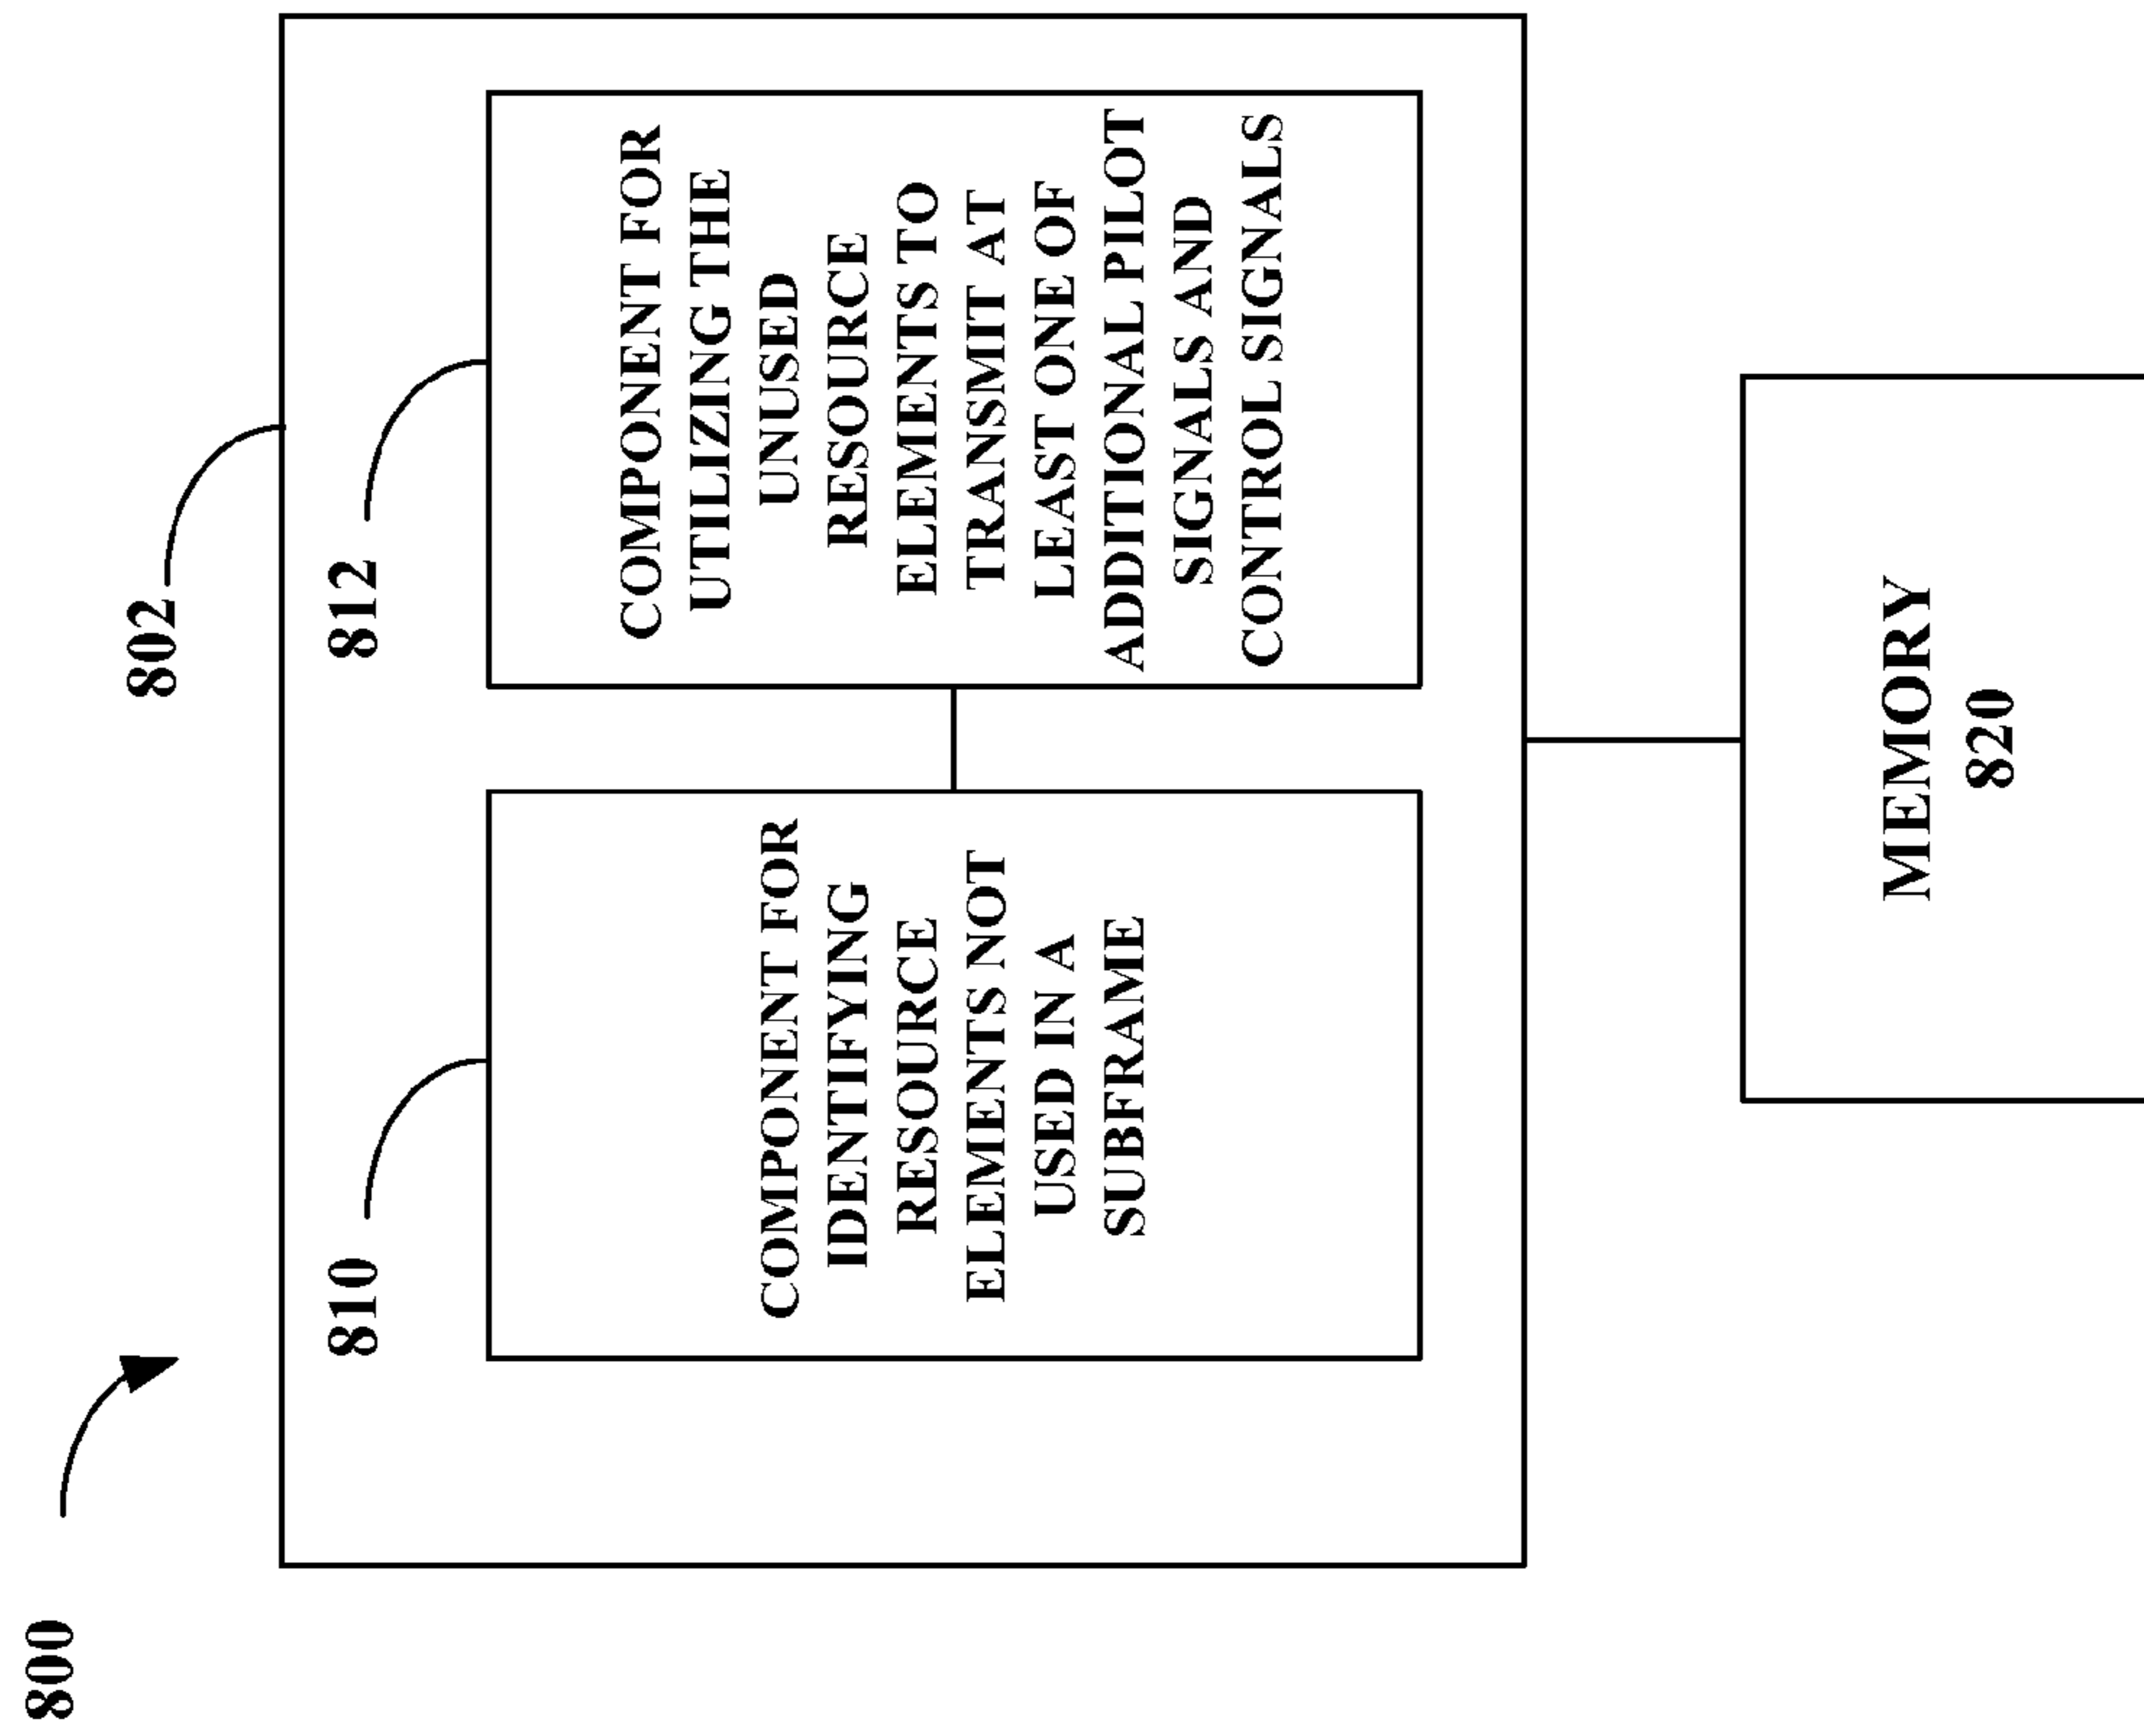 800
802
810
812
COMPONENT FOR
IDENTIFYING
RESOURCE
ELEMENTS NOT
USED IN A
SUBFRAME
COMPONENT FOR
UTILIZING THE
UNUSED
RESOURCE
ELEMENTS TO
TRANSMIT AT
LEAST ONE OF
ADDITIONAL PILOT
SIGNALS AND
CONTROL SIGNALS
MEMORY
820